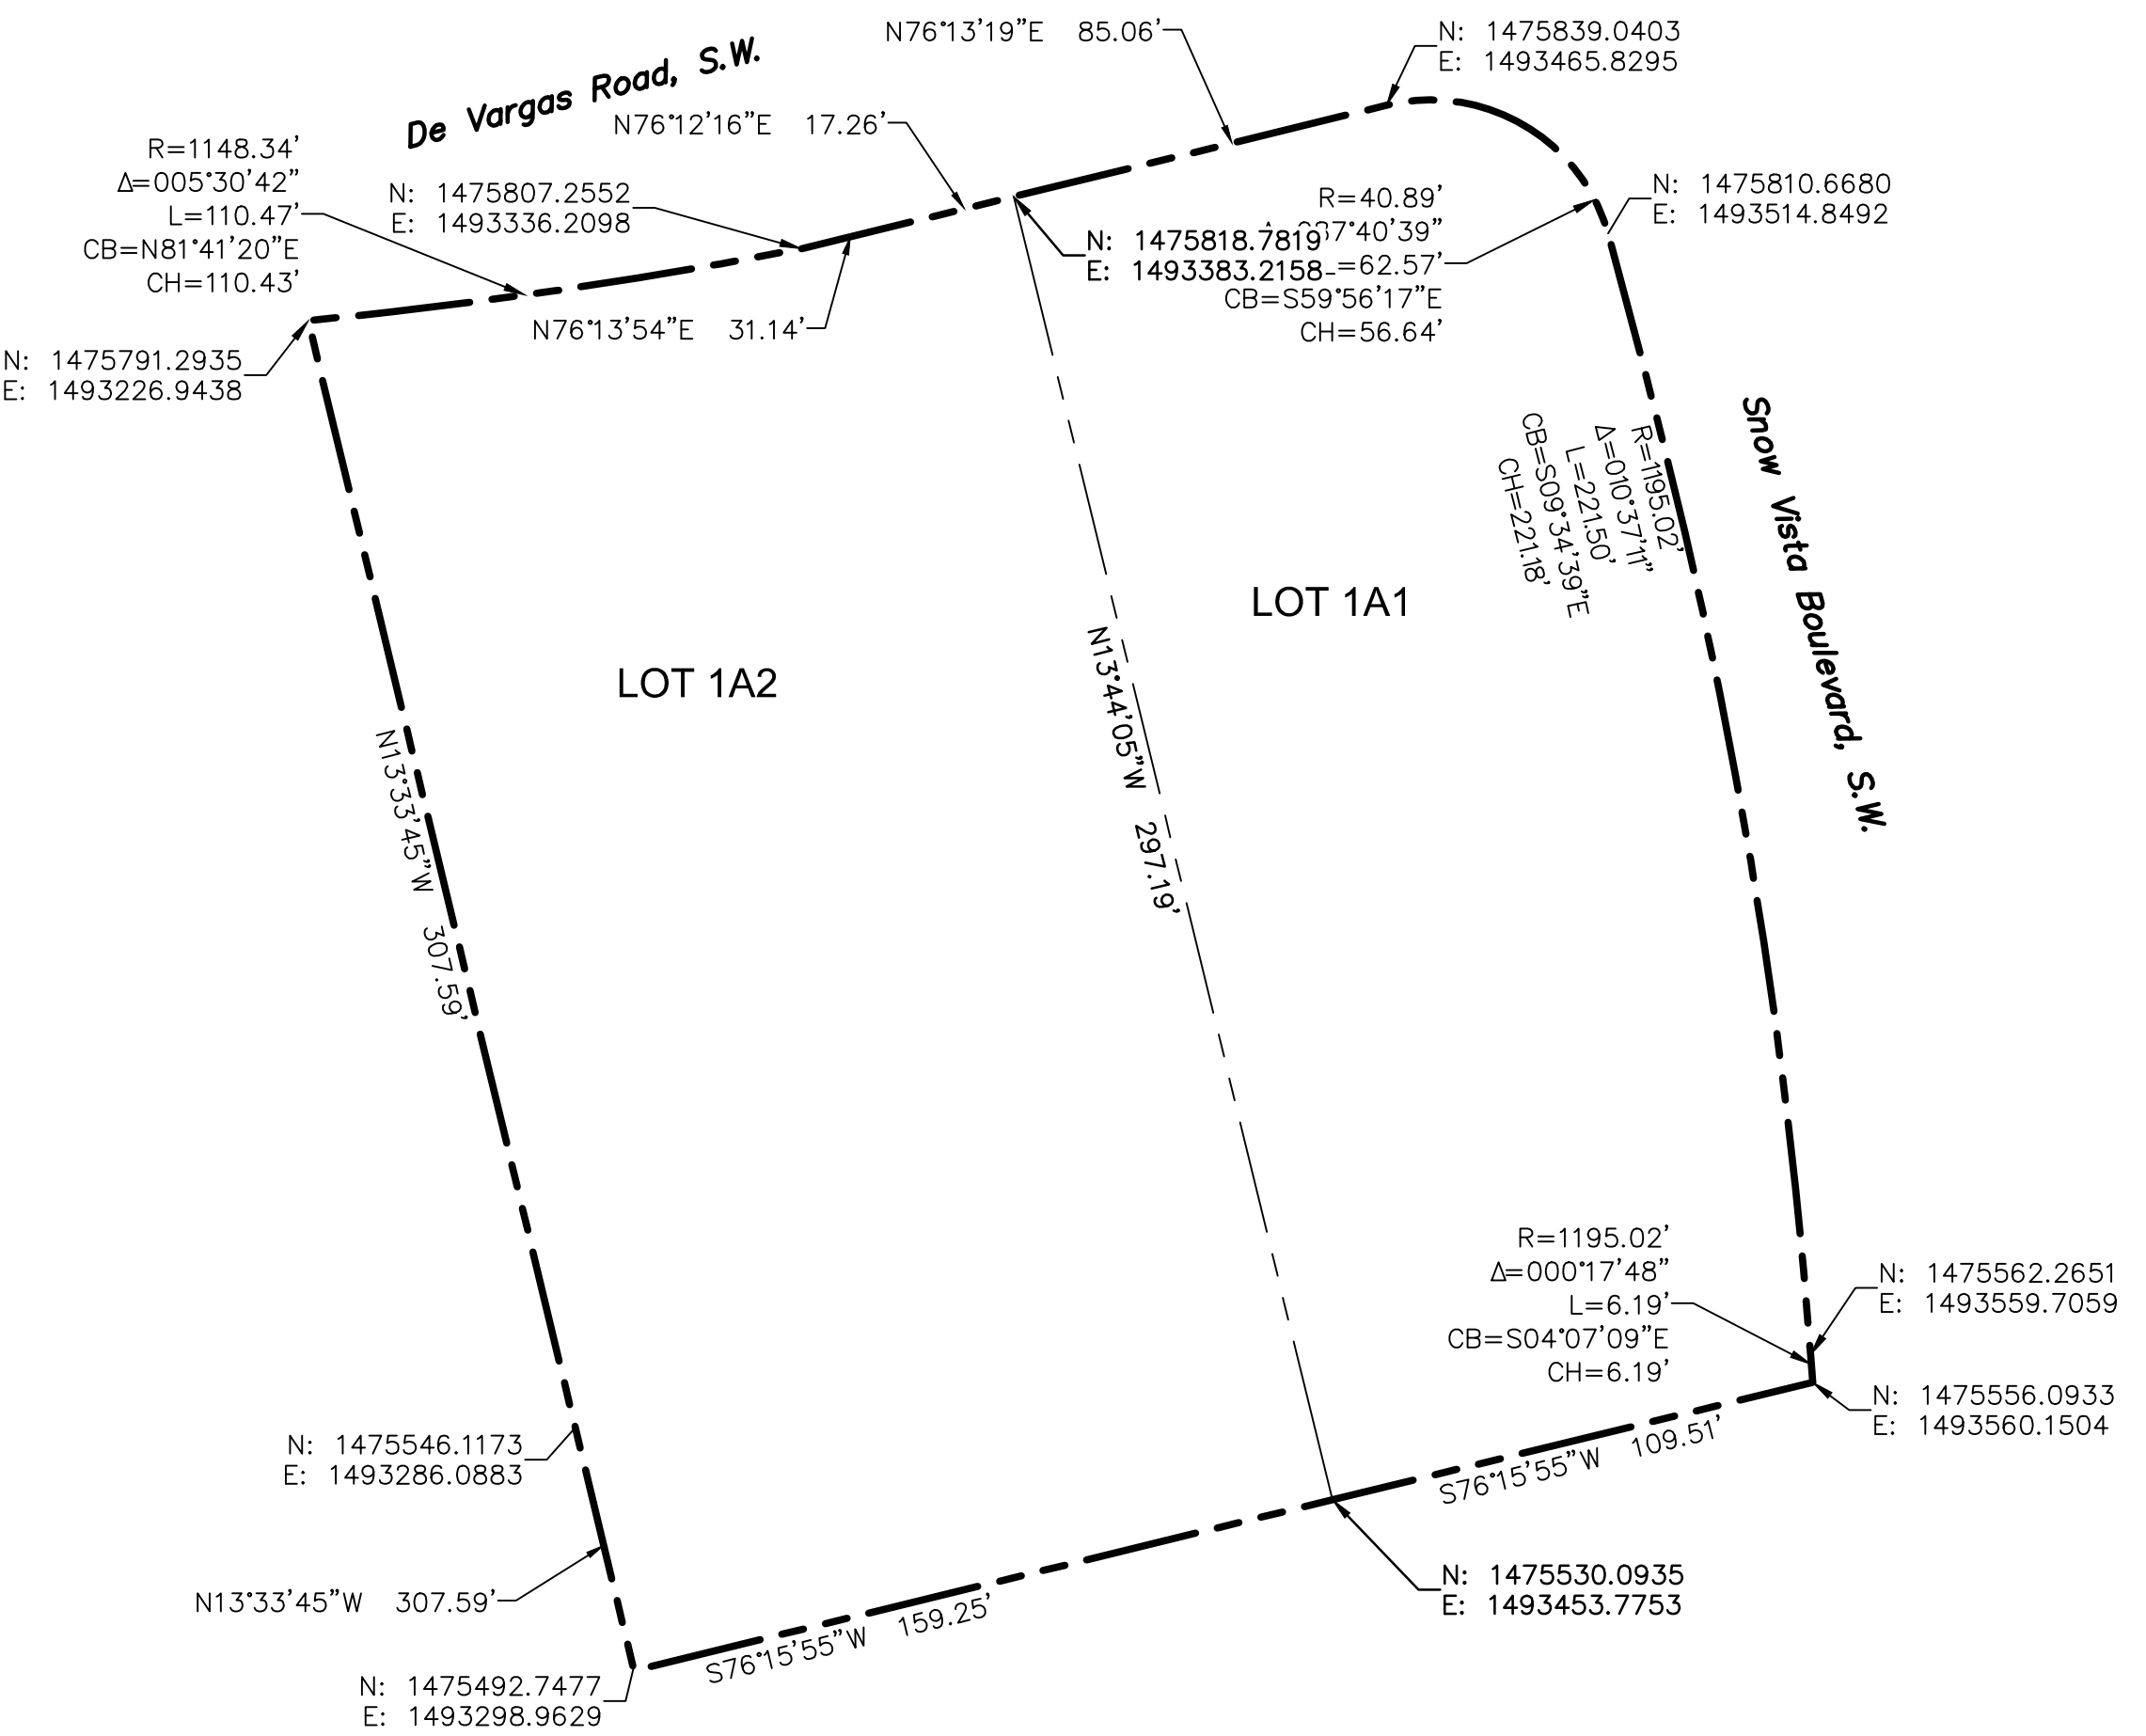 De Vargas Road, S.W.
N76°13'19"E 85.06'
N: 1475839.0403
E: 1493465.8295
N76°12'16"E 17.26'
R=1148.34'
Δ=005°30'42"
L=110.47'
CB=N81°41'20"E
CH=110.43'
N: 1475807.2552
E: 1493336.2098
N: 1475810.6680
E: 1493514.8492
R=40.89'
37°40'39"
=62.57'
CB=S59°56'17"E
CH=56.64'
N: 1475818.7819
E: 1493383.2158
N76°13'54"E 31.14'
N: 1475791.2935
E: 1493226.9438
Snow Vista Boulevard, S.W.
R=1195.02'
Δ=010°37'11"
L=221.50'
CB=S09°34'39"E
CH=221.18'
LOT 1A1
LOT 1A2
N13°44'05"W 297.19'
N13°33'45"W 307.59'
R=1195.02'
Δ=000°17'48"
L=6.19'
CB=S04°07'09"E
CH=6.19'
N: 1475562.2651
E: 1493559.7059
N: 1475556.0933
E: 1493560.1504
N: 1475546.1173
E: 1493286.0883
S76°15'55"W 109.51'
N: 1475530.0935
E: 1493453.7753
N13°33'45"W 307.59'
S76°15'55"W 159.25'
N: 1475492.7477
E: 1493298.9629